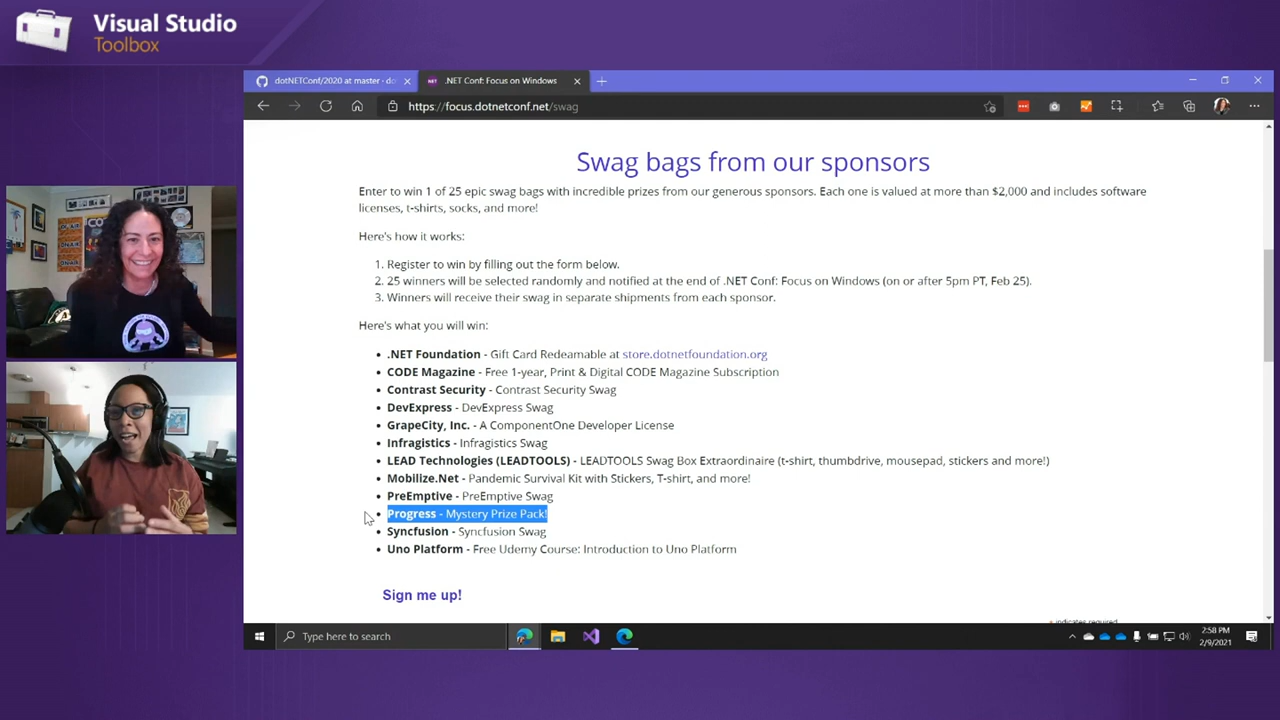 Visual Studio
Toolbox
dotNETConf/2020 at master · do
.NET Conf: Focus on Windows
https://focus.dotnetconf.net/swag
Swag bags from our sponsors
Enter to win 1 of 25 epic swag bags with incredible prizes from our generous sponsors. Each one is valued at more than $2,000 and includes software
licenses, t-shirts, socks, and more!
Here's how it works:
1. Register to win by filling out the form below.
2. 25 winners will be selected randomly and notified at the end of .NET Conf: Focus on Windows (on or after 5pm PT, Feb 25).
3. Winners will receive their swag in separate shipments from each sponsor.
Here's what you will win:
• .NET Foundation - Gift Card Redeamable at store.dotnetfoundation.org
• CODE Magazine - Free 1-year, Print & Digital CODE Magazine Subscription
• Contrast Security - Contrast Security Swag
• DevExpress - DevExpress Swag
• GrapeCity, Inc. - A ComponentOne Developer License
• Infragistics - Infragistics Swag
• LEAD Technologies (LEADTOOLS) - LEADTOOLS Swag Box Extraordinaire (t-shirt, thumbdrive, mousepad, stickers and more!)
• Mobilize.Net - Pandemic Survival Kit with Stickers, T-shirt, and more!
• PreEmptive - PreEmptive Swag
• Progress - Mystery Prize Pack!
• Syncfusion - Syncfusion Swag
• Uno Platform - Free Udemy Course: Introduction to Uno Platform
Sign me up!
* indicates required
Type here to search
2:58 PM
2/9/2021